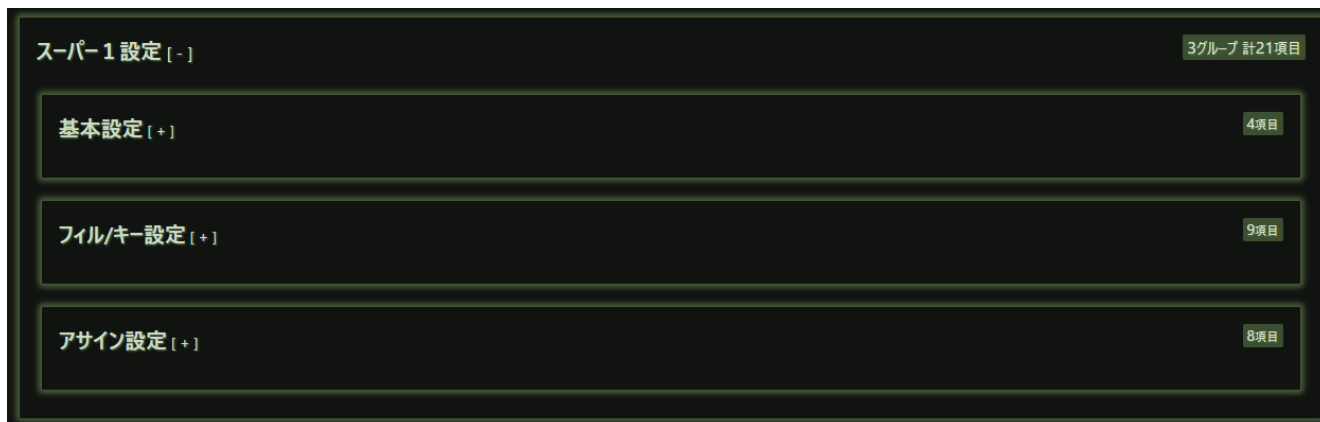 スーパー1設定 [ - ] 3グループ 計21項目
基本設定 [ + ] 4項目
フィル/キー設定 [ + ] 9項目
アサイン設定 [ + ] 8項目